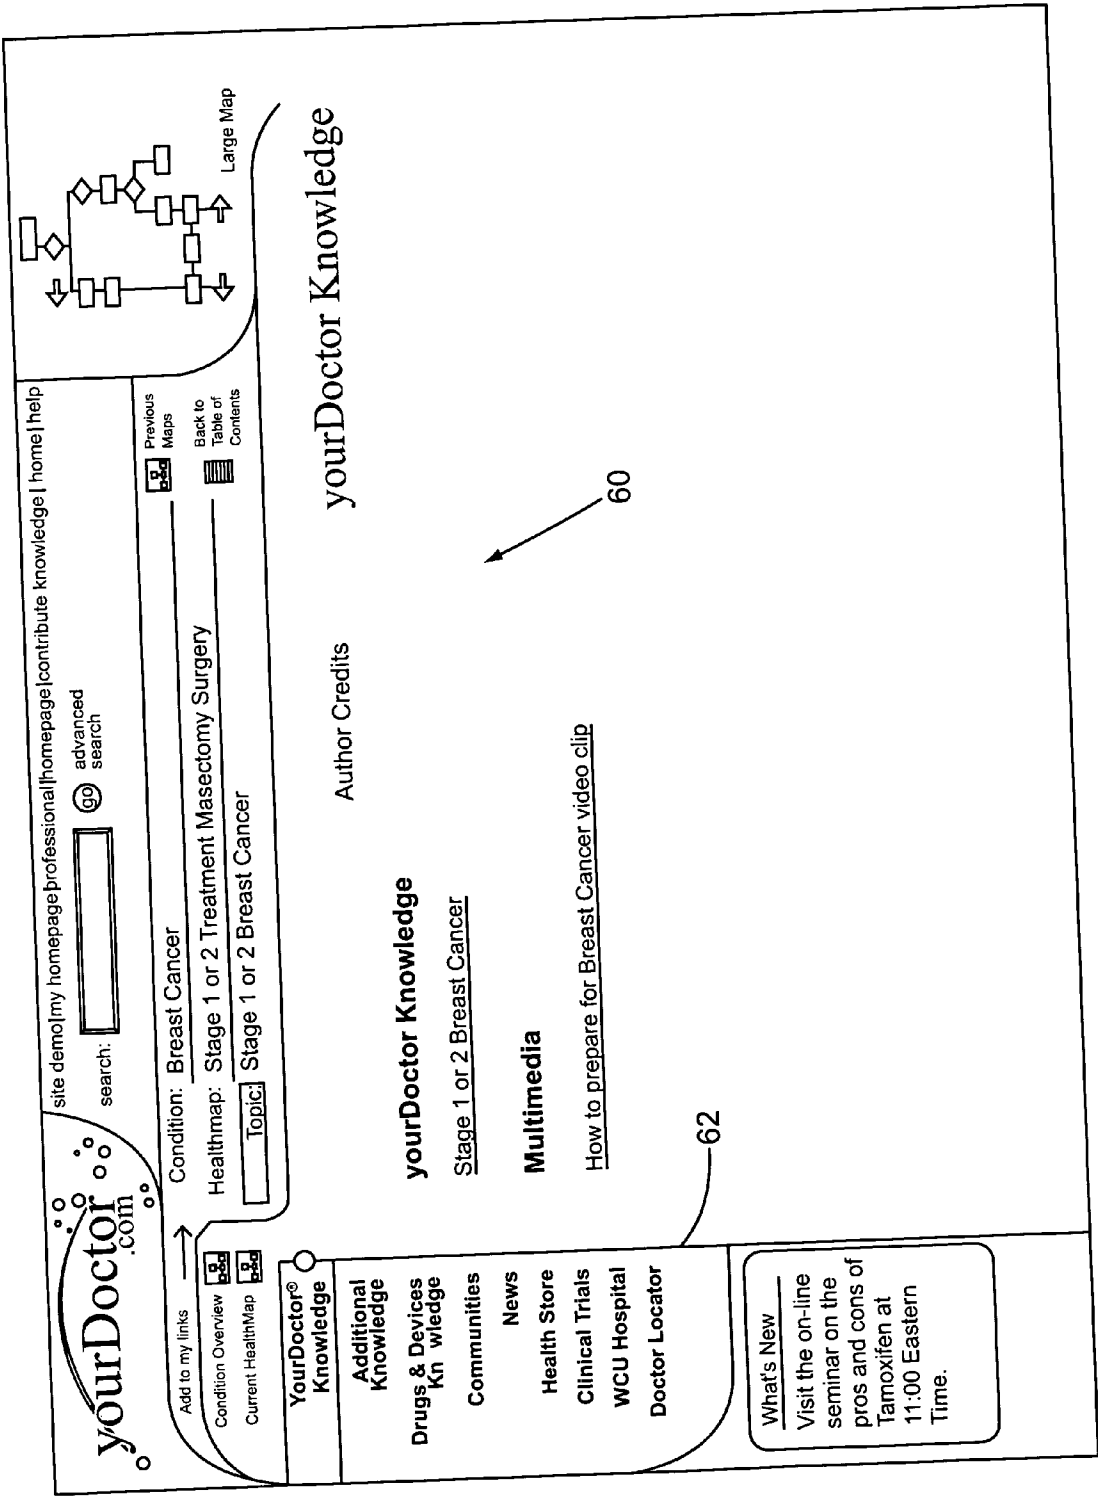 yourDoctor
.com
site demo|my homepage|professional|homepage|contribute knowledge| home|help
search:
go
advanced
search
Add to my links
Condition: Breast Cancer
Healthmap: Stage 1 or 2 Treatment Masectomy Surgery
Topic: Stage 1 or 2 Breast Cancer
Previous
Maps
Back to
Table of
Contents
Large Map
Condition Overview
Current HealthMap
YourDoctor®
Knowledge
Additional
Knowledge
Drugs & Devices
Kn wledge
Communities
News
Health Store
Clinical Trials
WCU Hospital
Doctor Locator
62
What's New
Visit the on-line
seminar on the
pros and cons of
Tamoxifen at
11:00 Eastern
Time.
Author Credits
yourDoctor Knowledge
yourDoctor Knowledge
Stage 1 or 2 Breast Cancer
60
Multimedia
How to prepare for Breast Cancer video clip